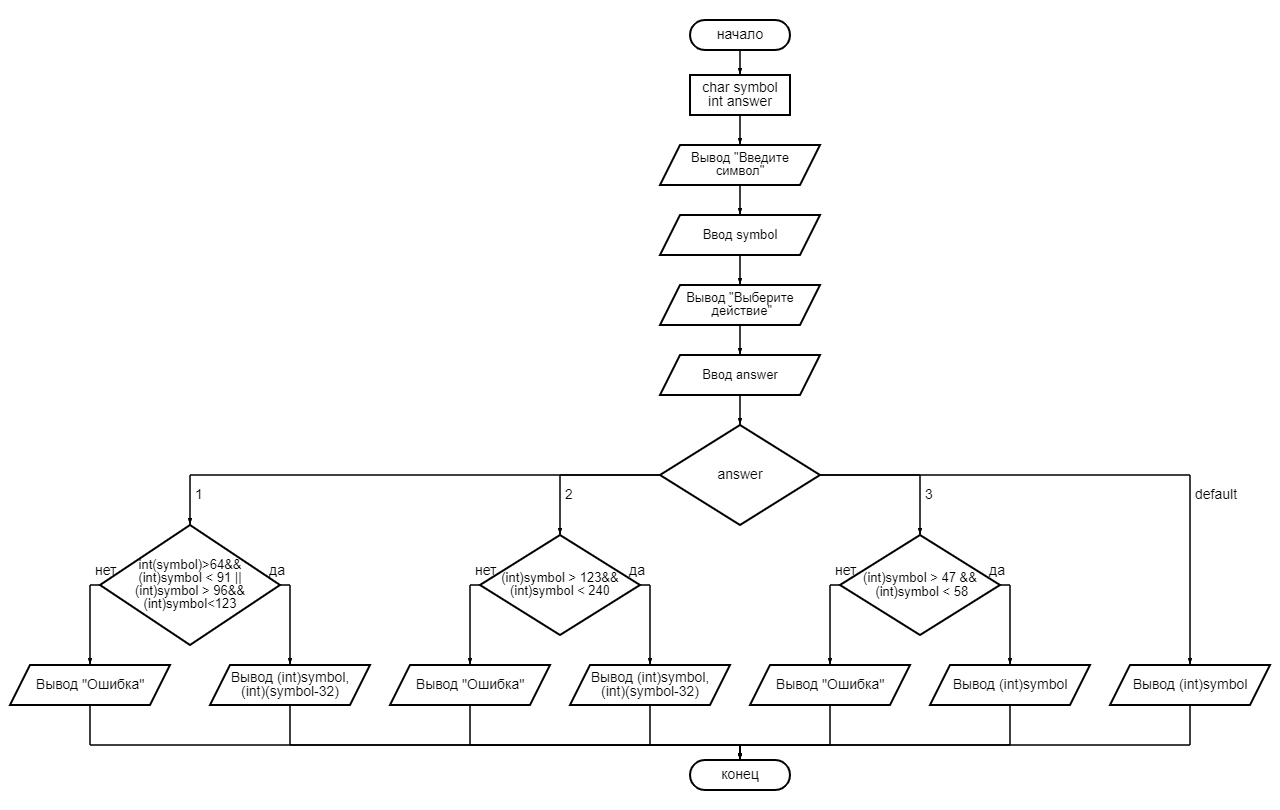 начало
char symbol
int answer
Вывод "Введите
символ"
Ввод symbol
Вывод "Выберите
действие"
Ввод answer
answer
1
2
3
default
нет
int(symbol)>64&&
(int)symbol < 91 ||
(int)symbol > 96&&
(int)symbol<123
да
нет
(int)symbol > 123&&
(int)symbol < 240
да
нет
(int)symbol > 47 &&
(int)symbol < 58
да
Вывод "Ошибка"
Вывод (int)symbol,
(int)(symbol-32)
Вывод "Ошибка"
Вывод (int)symbol,
(int)(symbol-32)
Вывод "Ошибка"
Вывод (int)symbol
Вывод (int)symbol
конец